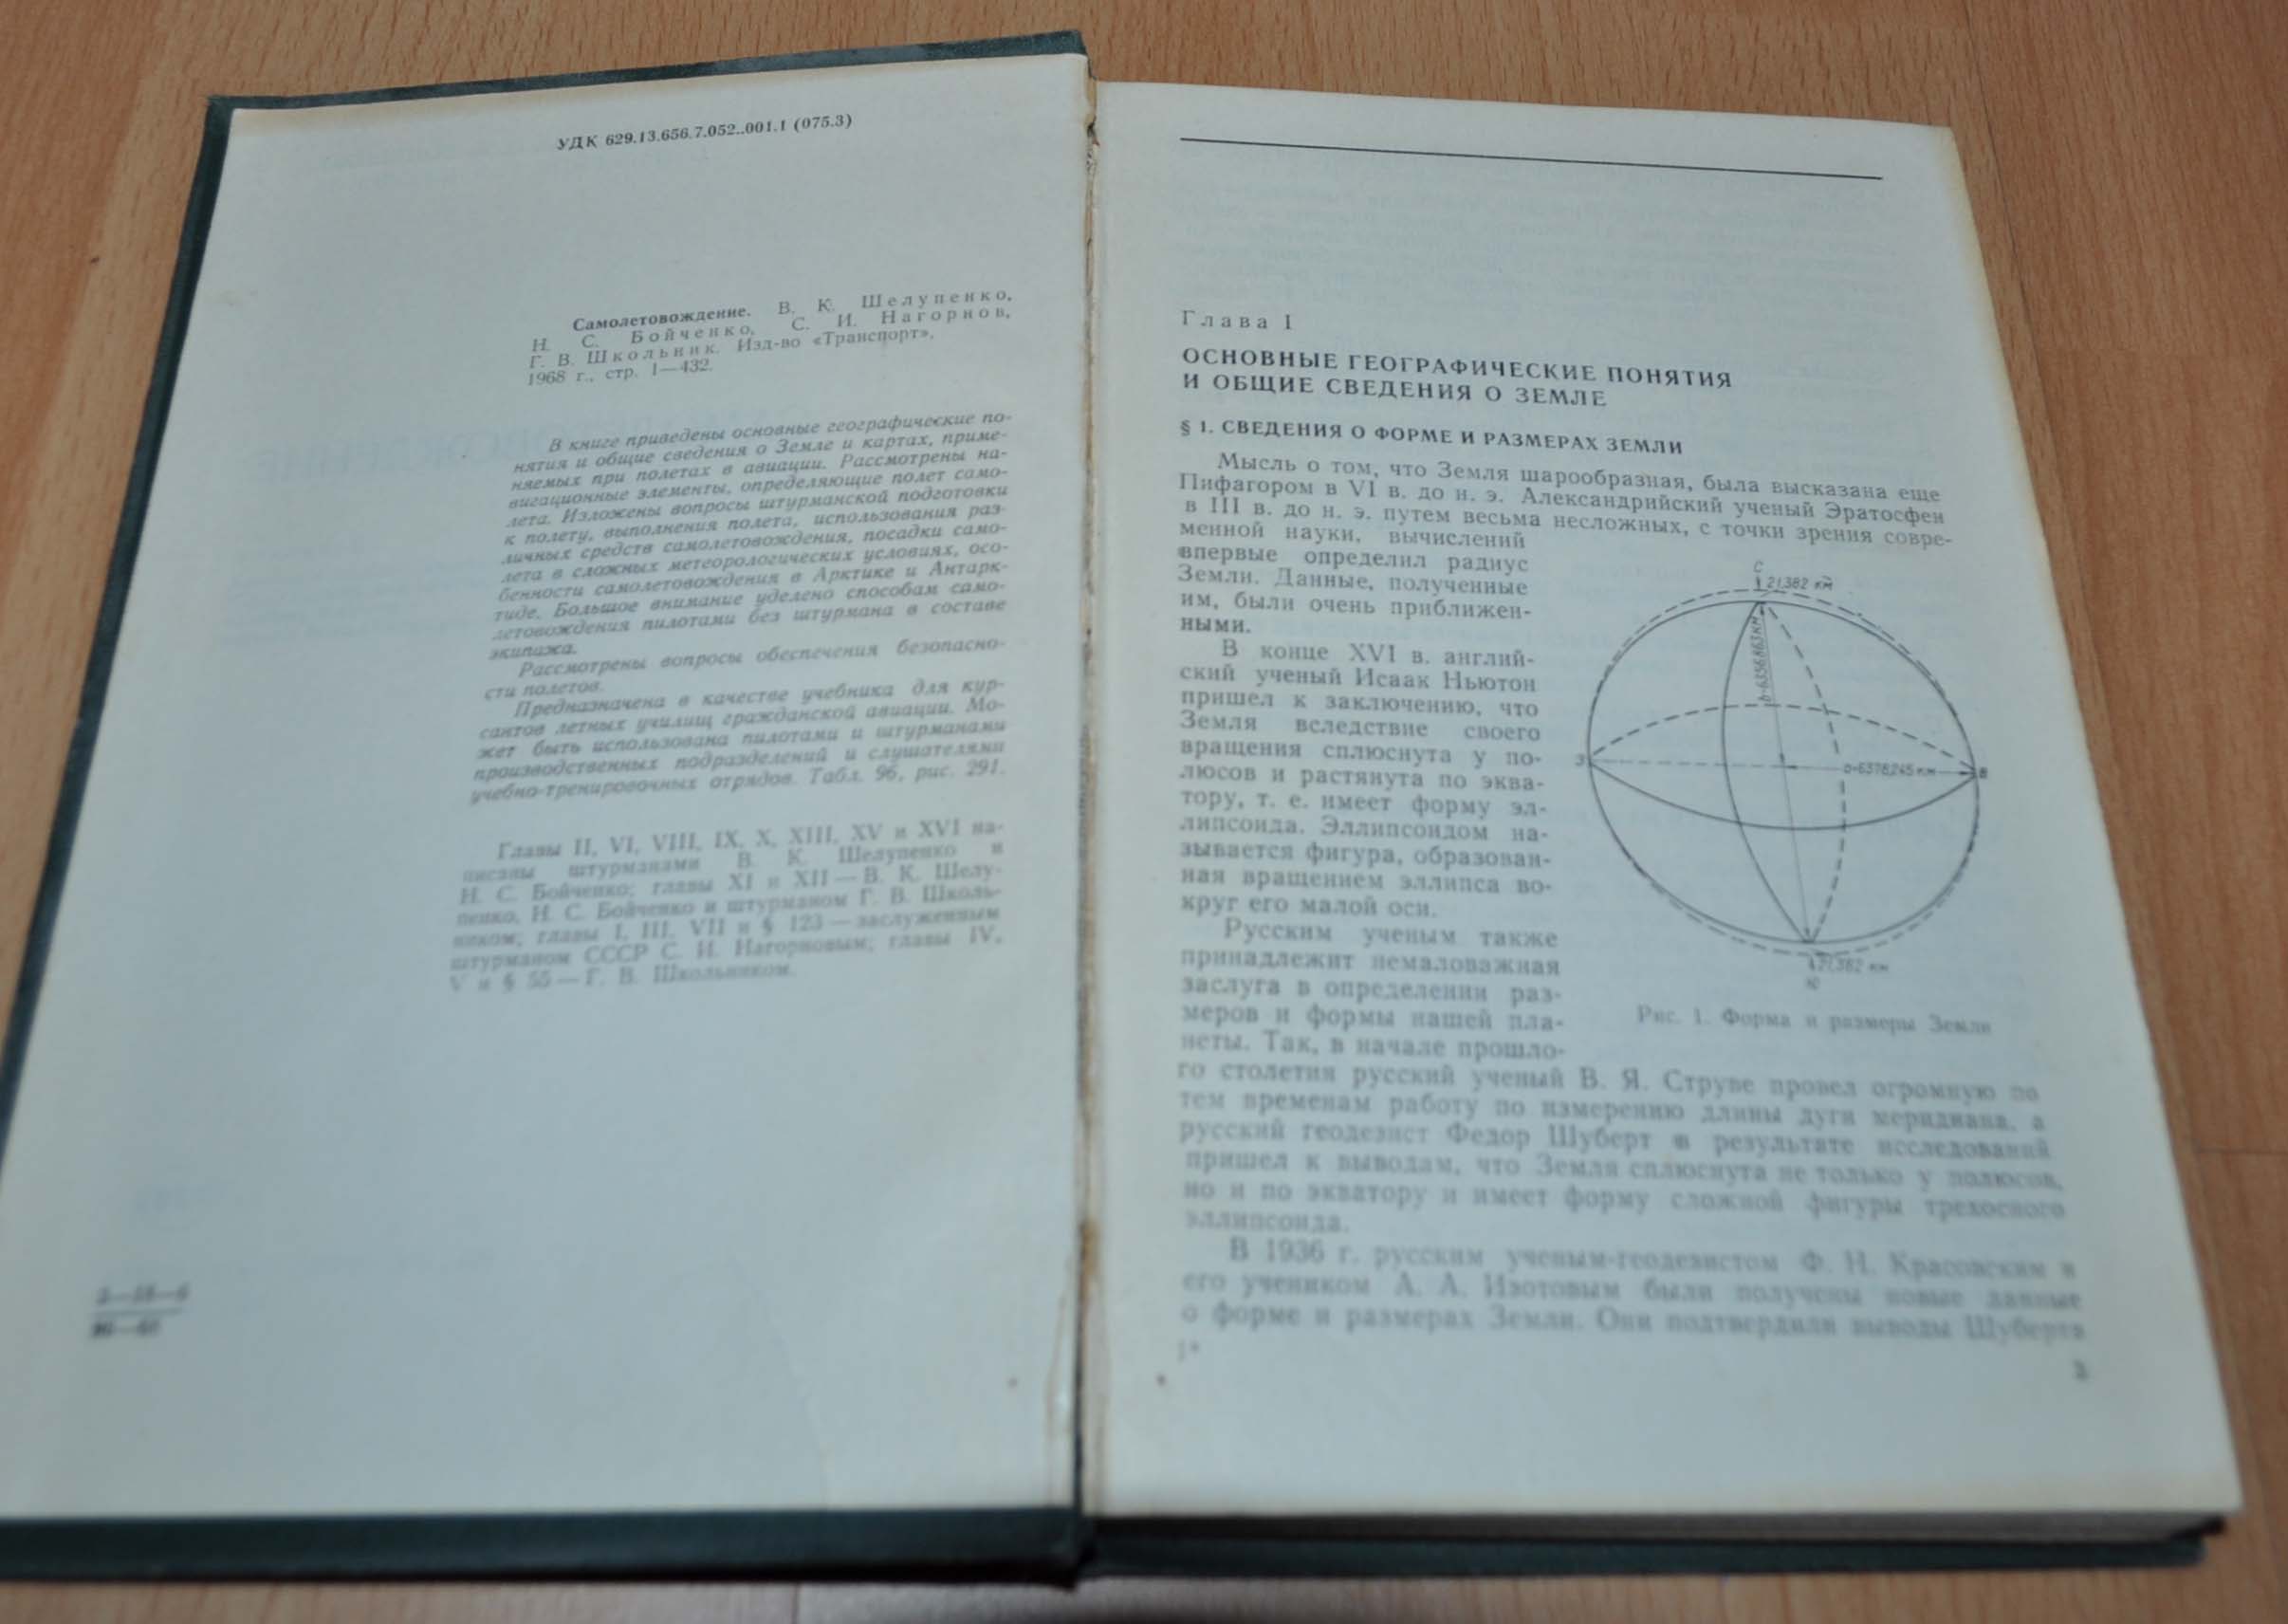 УДК 629.13.656.7.052..001.1 (075.3)
Самолетовождение. В. К. Шелупенко,
Н. С. Бойченко, С. И. Нагорнов,
Г. В. Школьник. Изд-во «Транспорт»,
1968 г., стр. 1—432.
В книге приведены основные географические по-
нятия и общие сведения о Земле и картах, приме-
няемых при полетах в авиации. Рассмотрены на-
вигационные элементы, определяющие полет само-
лета. Изложены вопросы штурманской подготовки
к полету, выполнения полета, использования раз-
личных средств самолетовождения, посадки само-
лета в сложных метеорологических условиях, осо-
бенности самолетовождения в Арктике и Антарк-
тиде. Большое внимание уделено способам само-
летовождения пилотами без штурмана в составе
экипажа.
Рассмотрены вопросы обеспечения безопасно-
сти полетов.
Предназначена в качестве учебника для кур-
сантов летных училищ гражданской авиации. Мо-
жет быть использована пилотами и штурманами
производственных подразделений и слушателями
учебно-тренировочных отрядов. Табл. 96, рис. 291.
Главы II, VI, VIII, IX, X, XIII, XV и XVI на-
писаны штурманами В. К. Шелупенко и
Н. С. Бойченко; главы XI и XII — В. К. Шелу-
пенко, Н. С. Бойченко и штурманом Г. В. Школь-
ником; главы I, III, VII и § 123 — заслуженным
штурманом СССР С. И. Нагорновым; главы IV,
V и § 55 — Г. В. Школьником.
Глава I
ОСНОВНЫЕ ГЕОГРАФИЧЕСКИЕ ПОНЯТИЯ
И ОБЩИЕ СВЕДЕНИЯ О ЗЕМЛЕ
§ 1. СВЕДЕНИЯ О ФОРМЕ И РАЗМЕРАХ ЗЕМЛИ
Мысль о том, что Земля шарообразная, была высказана еще
Пифагором в VI в. до н. э. Александрийский ученый Эратосфен
в III в. до н. э. путем весьма несложных, с точки зрения совре-
менной науки, вычислений
впервые определил радиус
Земли. Данные, полученные
им, были очень приближен-
ными.
В конце XVI в. англий-
ский ученый Исаак Ньютон
пришел к заключению, что
Земля вследствие своего
вращения сплюснута у по-
люсов и растянута по эква-
тору, т. е. имеет форму эл-
липсоида. Эллипсоидом на-
зывается фигура, образован-
ная вращением эллипса во-
круг его малой оси.
Русским ученым также
принадлежит немаловажная
заслуга в определении раз-
меров и формы нашей пла-
неты. Так, в начале прошло-
го столетия русский ученый В. Я. Струве провел огромную по
тем временам работу по измерению длины дуги меридиана, а
русский геодезист Федор Шуберт в результате исследований
пришел к выводам, что Земля сплюснута не только у полюсов,
но и по экватору и имеет форму сложной фигуры трехосного
эллипсоида.
В 1936 г. русским ученым-геодезистом Ф. Н. Красовским и
его учеником А. А. Изотовым были получены новые данные
о форме и размерах Земли. Они подтвердили выводы Шуберта
1*
3
С
21,382 км
b=6356,863 км
З
a=6378,245 км
В
21,382 км
Ю
Рис. 1. Форма и размеры Земли